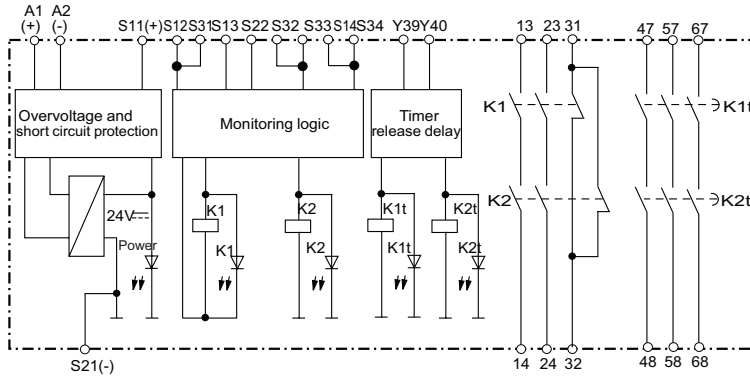 A1 A2 S11(+) S12 S31 S13 S22 S32 S33 S14 S34 Y39 Y40 13 23 31 47 57 67
(+) (-)
Overvoltage and
short circuit protection
Monitoring logic
Timer
release delay
K1 K1t
24V
Power
K1 K2 K1t K2t
K1 K2 K1t K2t
K2 K2t
S21(-)
14 24 32 48 58 68